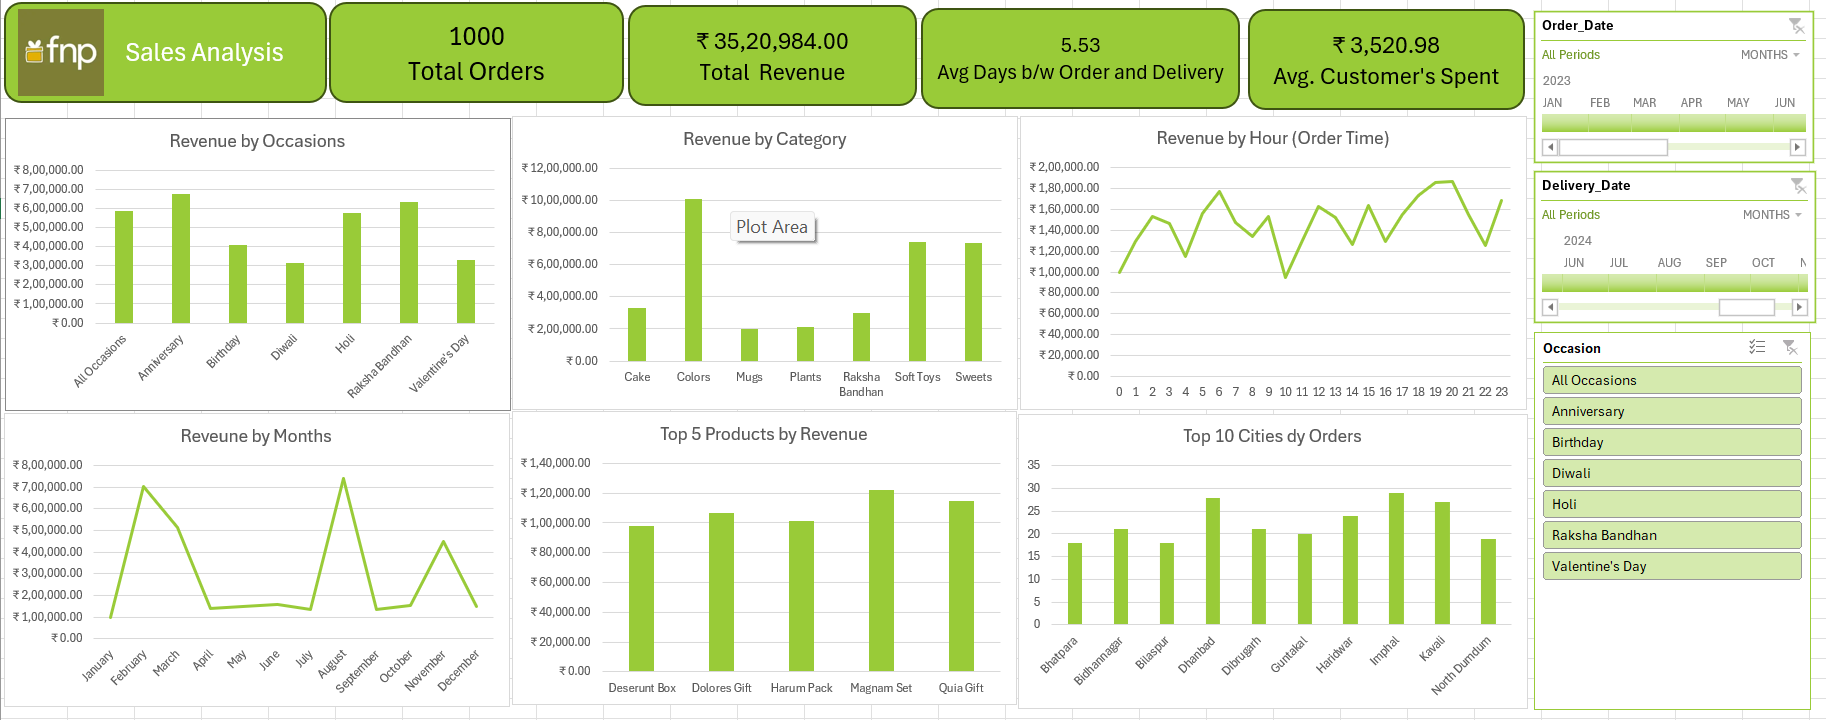 fnp
Sales Analysis
1000
Total Orders
₹ 35,20,984.00
Total Revenue
5.53
Avg Days b/w Order and Delivery
₹ 3,520.98
Avg. Customer's Spent
Order_Date
All Periods
MONTHS
2023
JAN FEB MAR APR MAY JUN
Delivery_Date
All Periods
MONTHS
2024
JUN JUL AUG SEP OCT N
Occasion
All Occasions
Anniversary
Birthday
Diwali
Holi
Raksha Bandhan
Valentine's Day
Revenue by Occasions
₹ 8,00,000.00
₹ 7,00,000.00
₹ 6,00,000.00
₹ 5,00,000.00
₹ 4,00,000.00
₹ 3,00,000.00
₹ 2,00,000.00
₹ 1,00,000.00
₹ 0.00
All Occasions
Anniversary
Birthday
Diwali
Holi
Raksha Bandhan
Valentine's Day
Revenue by Category
₹ 12,00,000.00
₹ 10,00,000.00
₹ 8,00,000.00
₹ 6,00,000.00
₹ 4,00,000.00
₹ 2,00,000.00
₹ 0.00
Plot Area
Cake
Colors
Mugs
Plants
Raksha
Bandhan
Soft Toys
Sweets
Revenue by Hour (Order Time)
₹ 2,00,000.00
₹ 1,80,000.00
₹ 1,60,000.00
₹ 1,40,000.00
₹ 1,20,000.00
₹ 1,00,000.00
₹ 80,000.00
₹ 60,000.00
₹ 40,000.00
₹ 20,000.00
₹ 0.00
0 1 2 3 4 5 6 7 8 9 10 11 12 13 14 15 16 17 18 19 20 21 22 23
Reveune by Months
₹ 8,00,000.00
₹ 7,00,000.00
₹ 6,00,000.00
₹ 5,00,000.00
₹ 4,00,000.00
₹ 3,00,000.00
₹ 2,00,000.00
₹ 1,00,000.00
₹ 0.00
January
February
March
April
May
June
July
August
September
October
November
December
Top 5 Products by Revenue
₹ 1,40,000.00
₹ 1,20,000.00
₹ 1,00,000.00
₹ 80,000.00
₹ 60,000.00
₹ 40,000.00
₹ 20,000.00
₹ 0.00
Deserunt Box
Dolores Gift
Harum Pack
Magnam Set
Quia Gift
Top 10 Cities dy Orders
35
30
25
20
15
10
5
0
Bhatpara
Bidhannagar
Bilaspur
Dhanbad
Dibrugarh
Guntakal
Haridwar
Imphal
Kavali
North Dumdum